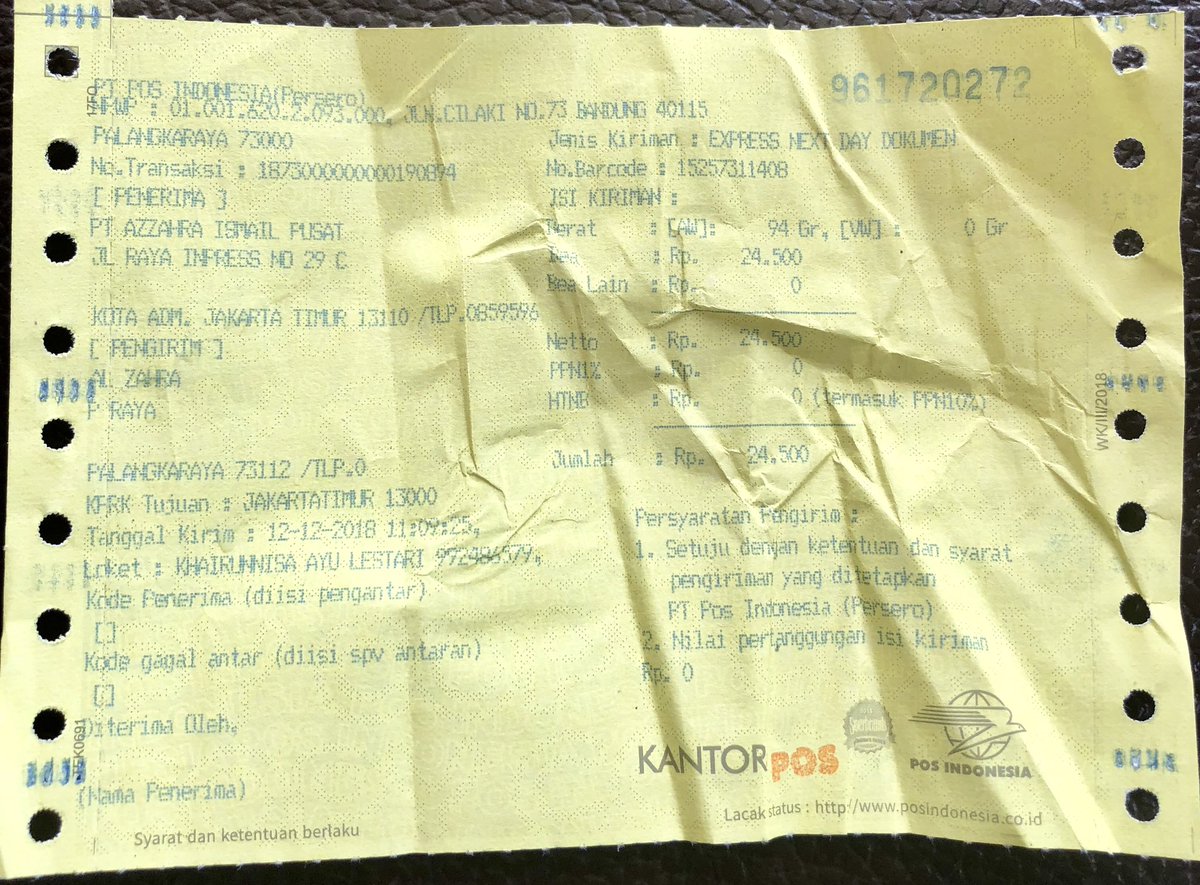 961720272
PT POS INDONESIA(Persero)
NPWP : 01.001.620.2.093.000, JLN.CILAKI NO.73 BANDUNG 40115
PALANGKARAYA 73000
No.Transaksi : 1873000000000190894
[ PENERIMA ]
PT AZZAHRA ISMAIL PUSAT
JL RAYA INPRESS NO 29 C
KOTA ADM. JAKARTA TIMUR 13110 /TLP.0859596
[ PENGIRIM ]
AL ZAHRA
P RAYA
PALANGKARAYA 73112 /TLP.0
KPRK Tujuan : JAKARTATIMUR 13000
Tanggal Kirim : 12-12-2018 11:09:25,
Loket : KHAIRUNNISA AYU LESTARI 992486579,
Kode Penerima (diisi pengantar)
[]
Kode gagal antar (diisi spv antaran)
[]
Diterima Oleh,
(Nama Penerima)
Syarat dan ketentuan berlaku
Jenis Kiriman : EXPRESS NEXT DAY DOKUMEN
No.Barcode : 15257311408
ISI KIRIMAN :
Berat : [AW]: 94 Gr, [VW] : 0 Gr
Bea : Rp. 24.500
Bea Lain : Rp. 0
Netto : Rp. 24.500
PPN1% : Rp. 0
HTNB : Rp. 0 (termasuk PPN10%)
Jumlah : Rp. 24.500
Persyaratan Pengirim :
1. Setuju dengan ketentuan dan syarat
pengiriman yang ditetapkan
PT Pos Indonesia (Persero)
2. Nilai pertanggungan isi kiriman
Rp. 0
KANTORPOS
POS INDONESIA
Lacak status : http://www.posindonesia.co.id
WK/III/2018